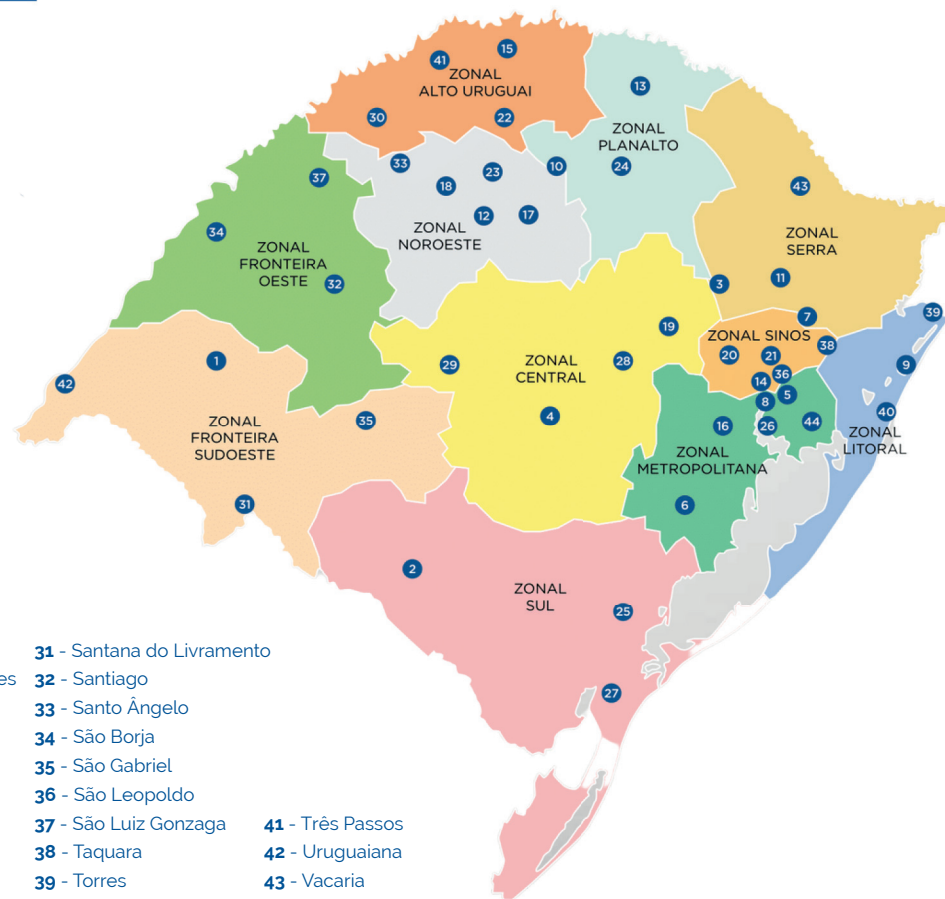 15
41
ZONAL
ALTO URUGUAI
13
30
22
ZONAL
PLANALTO
33
10
24
23
37
18
43
12
17
34
ZONAL
NOROESTE
ZONAL
SERRA
ZONAL
FRONTEIRA
OESTE
32
3
11
39
7
19
ZONAL SINOS
38
1
29
ZONAL
CENTRAL
28
20
21
9
42
14
36
5
8
4
40
35
16
26
44
ZONAL
FRONTEIRA
SUDOESTE
ZONAL
LITORAL
ZONAL
METROPOLITANA
31
6
2
ZONAL
SUL
25
27
31 - Santana do Livramento
es
32 - Santiago
33 - Santo Ângelo
34 - São Borja
35 - São Gabriel
36 - São Leopoldo
37 - São Luiz Gonzaga
38 - Taquara
39 - Torres
41 - Três Passos
42 - Uruguaiana
43 - Vacaria